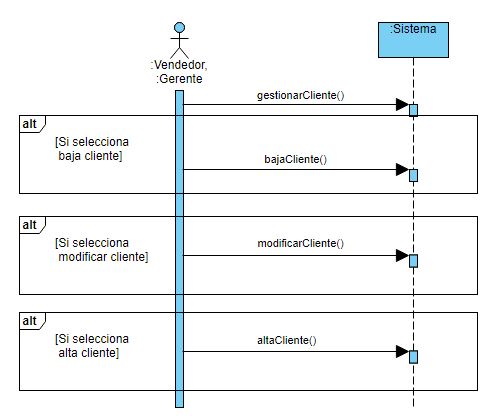 :Sistema
:Vendedor,
:Gerente
gestionarCliente()
alt
[Si selecciona
baja cliente]
bajaCliente()
alt
[Si selecciona
modificar cliente]
modificarCliente()
alt
[Si selecciona
alta cliente]
altaCliente()